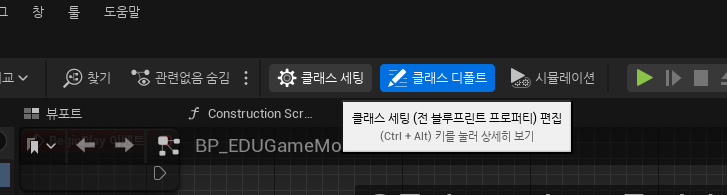 창 툴 도움말
찾기 관련없음 숨김 클래스 세팅 클래스 디폴트 시뮬레이션
뷰포트 Construction Scr...
클래스 세팅 (전 블루프린트 프로퍼티) 편집
(Ctrl + Alt) 키를 눌러 상세히 보기
BP_EDUGameMo